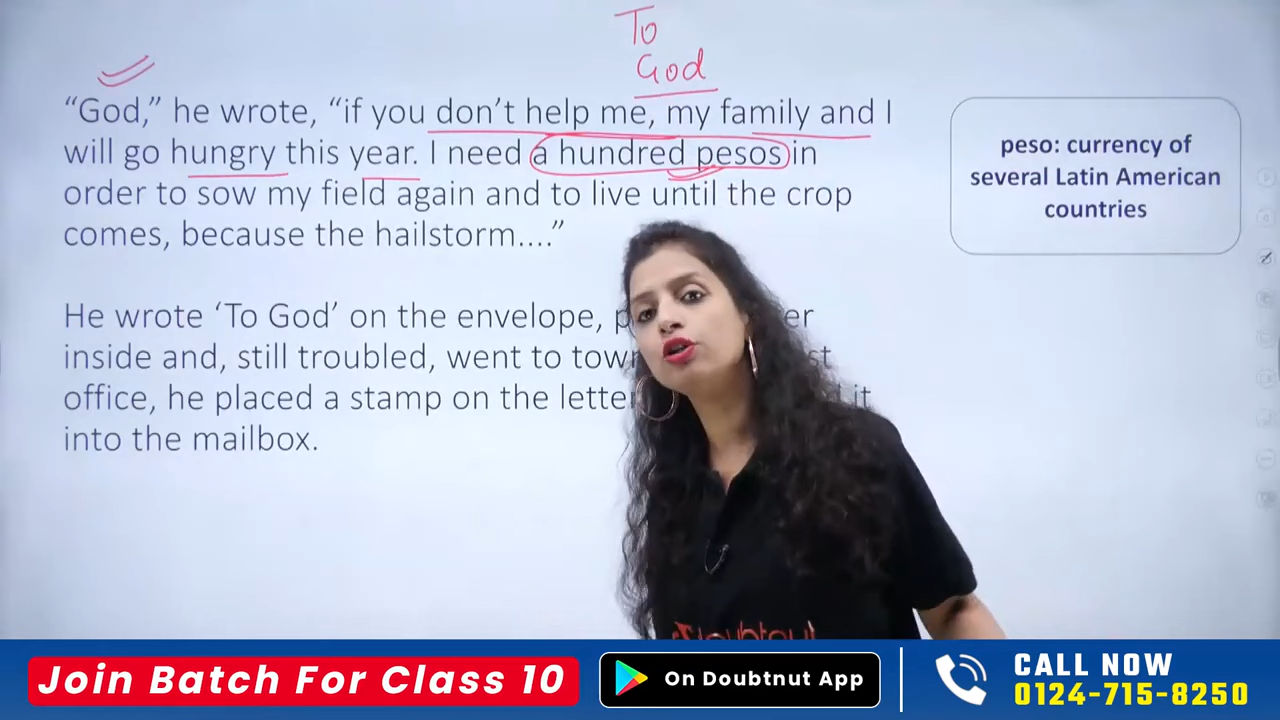 To
God
“God,” he wrote, “if you don’t help me, my family and I
will go hungry this year. I need a hundred pesos in
order to sow my field again and to live until the crop
comes, because the hailstorm....”
peso: currency of
several Latin American
countries
He wrote ‘To God’ on the envelope,
inside and, still troubled, went to town
office, he placed a stamp on the letter it
into the mailbox.
Join Batch For Class 10
On Doubtnut App
CALL NOW
0124-715-8250